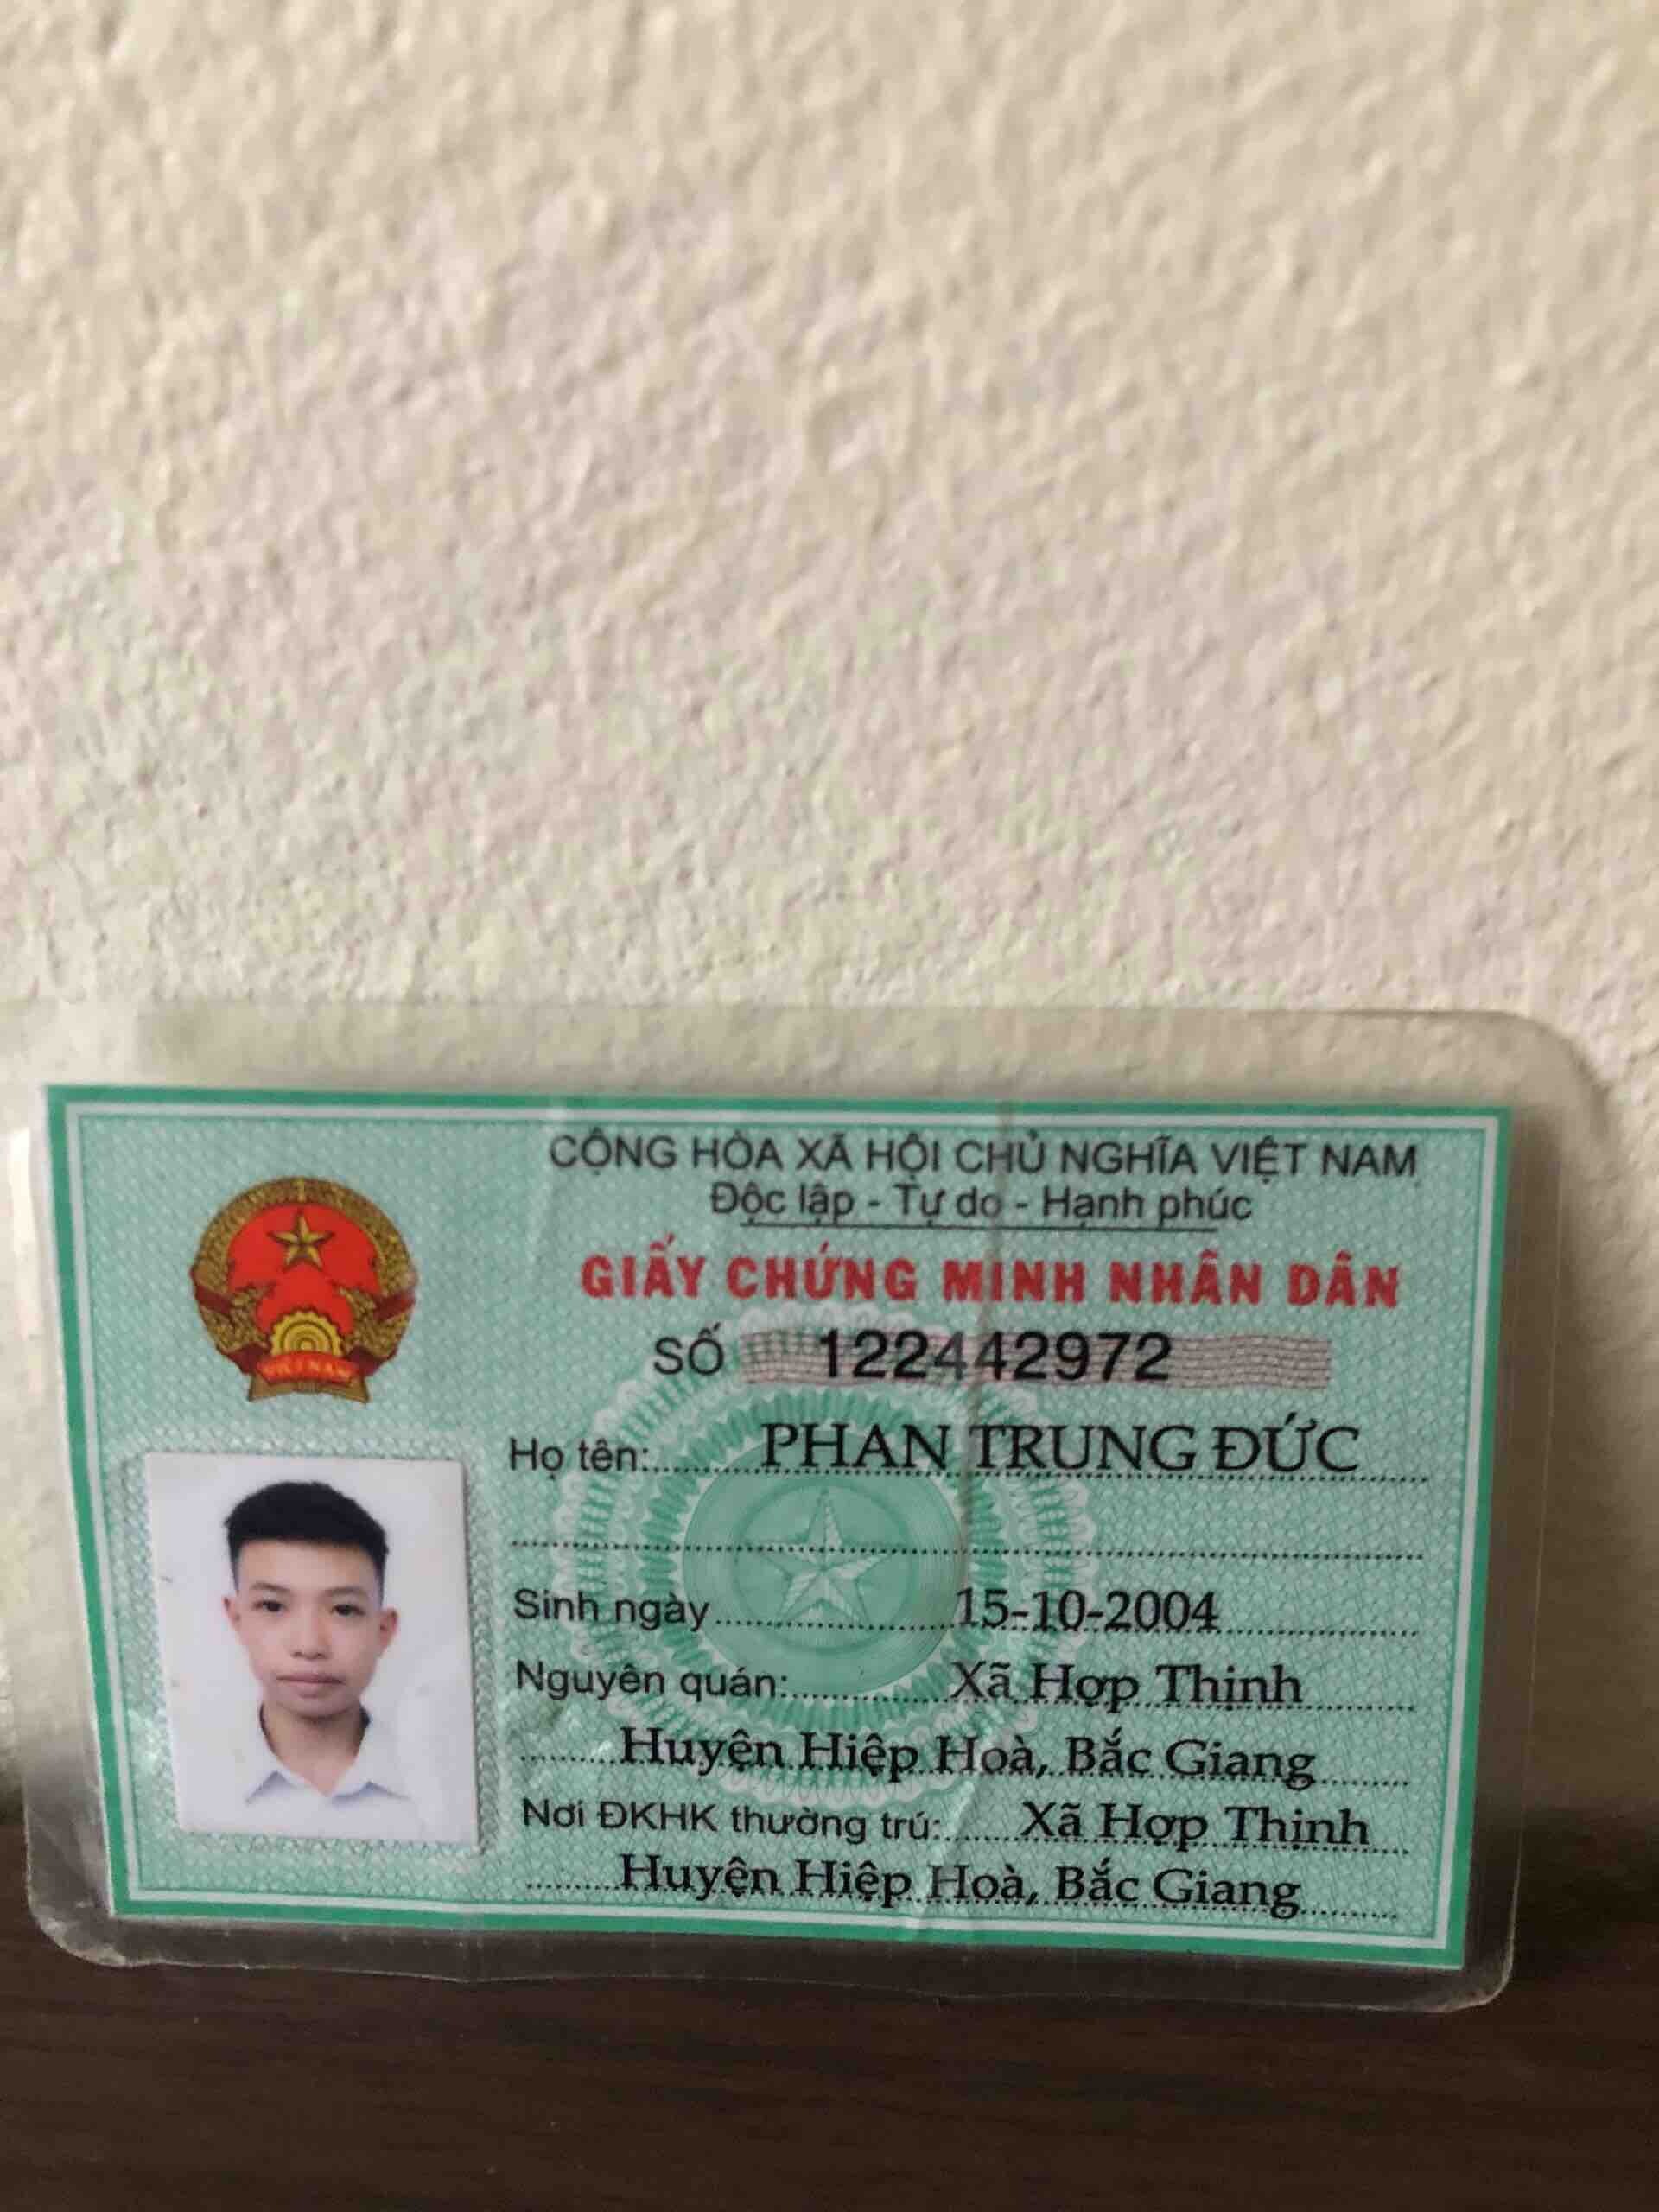 CỘNG HÒA XÃ HỘI CHỦ NGHĨA VIỆT NAM
Độc lập - Tự do - Hạnh phúc
GIẤY CHỨNG MINH NHÂN DÂN
SỐ 122442972
Họ tên: PHAN TRUNG ĐỨC
Sinh ngày 15-10-2004
Nguyên quán: Xã Hợp Thịnh
Huyện Hiệp Hoà, Bắc Giang
Nơi ĐKHK thường trú: Xã Hợp Thịnh
Huyện Hiệp Hoà, Bắc Giang
VIỆT NAM